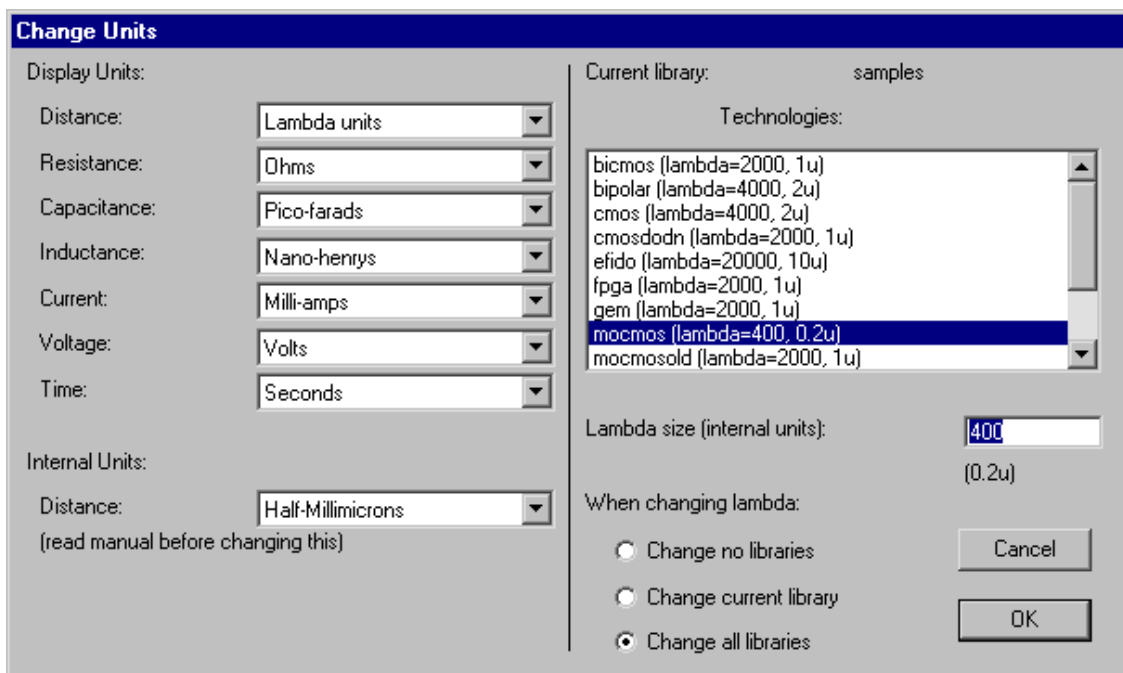 Change Units
Display Units:
Distance: Lambda units
Resistance: Ohms
Capacitance: Pico-farads
Inductance: Nano-henrys
Current: Milli-amps
Voltage: Volts
Time: Seconds
Internal Units:
Distance: Half-Millimicrons
(read manual before changing this)
Current library: samples
Technologies:
bicmos (lambda=2000, 1u)
bipolar (lambda=4000, 2u)
cmos (lambda=4000, 2u)
cmosdodn (lambda=2000, 1u)
efido (lambda=20000, 10u)
fpga (lambda=2000, 1u)
gem (lambda=2000, 1u)
mocmos (lambda=400, 0.2u)
mocmosold (lambda=2000, 1u)
Lambda size (internal units): 400
(0.2u)
When changing lambda:
Change no libraries
Change current library
Change all libraries
Cancel
OK